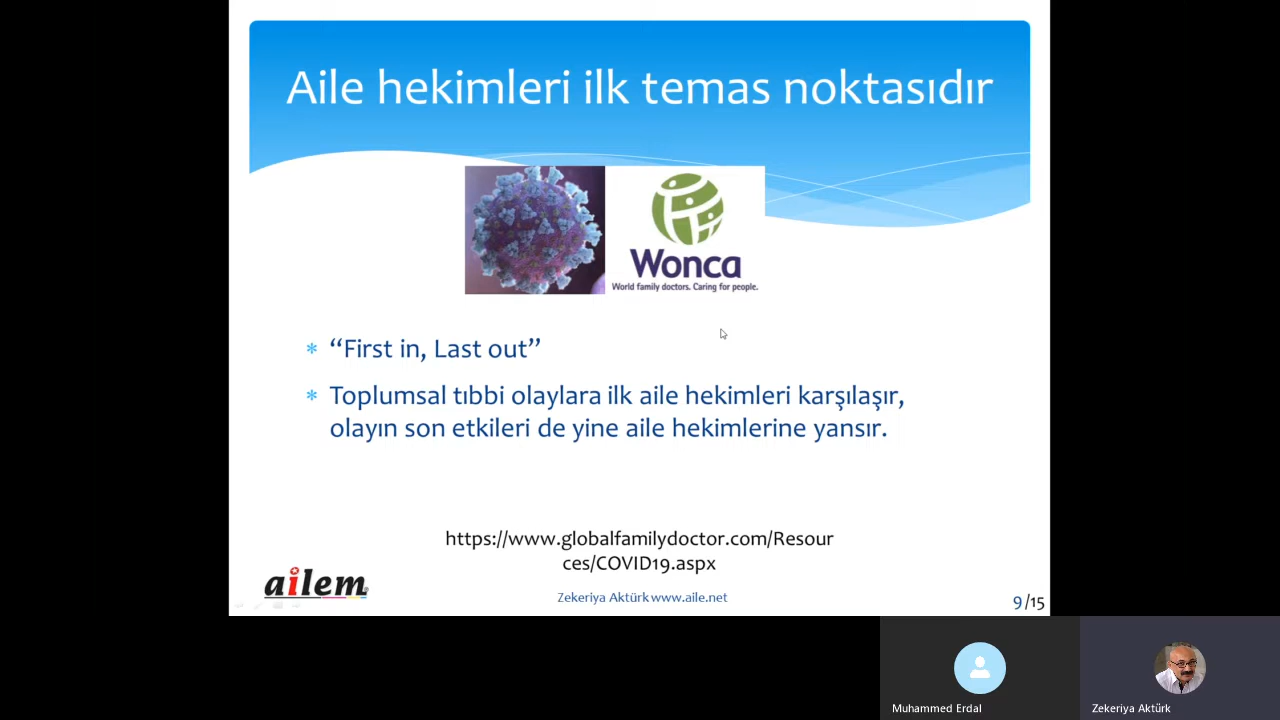 Aile hekimleri ilk temas noktasıdır
Wonca
World family doctors. Caring for people.
“First in, Last out”
Toplumsal tıbbi olaylara ilk aile hekimleri karşılaşır,
olayın son etkileri de yine aile hekimlerine yansır.
https://www.globalfamilydoctor.com/Resour
ces/COVID19.aspx
ailem
Zekeriya Aktürk www.aile.net
9/15
Muhammed Erdal
Zekeriya Aktürk